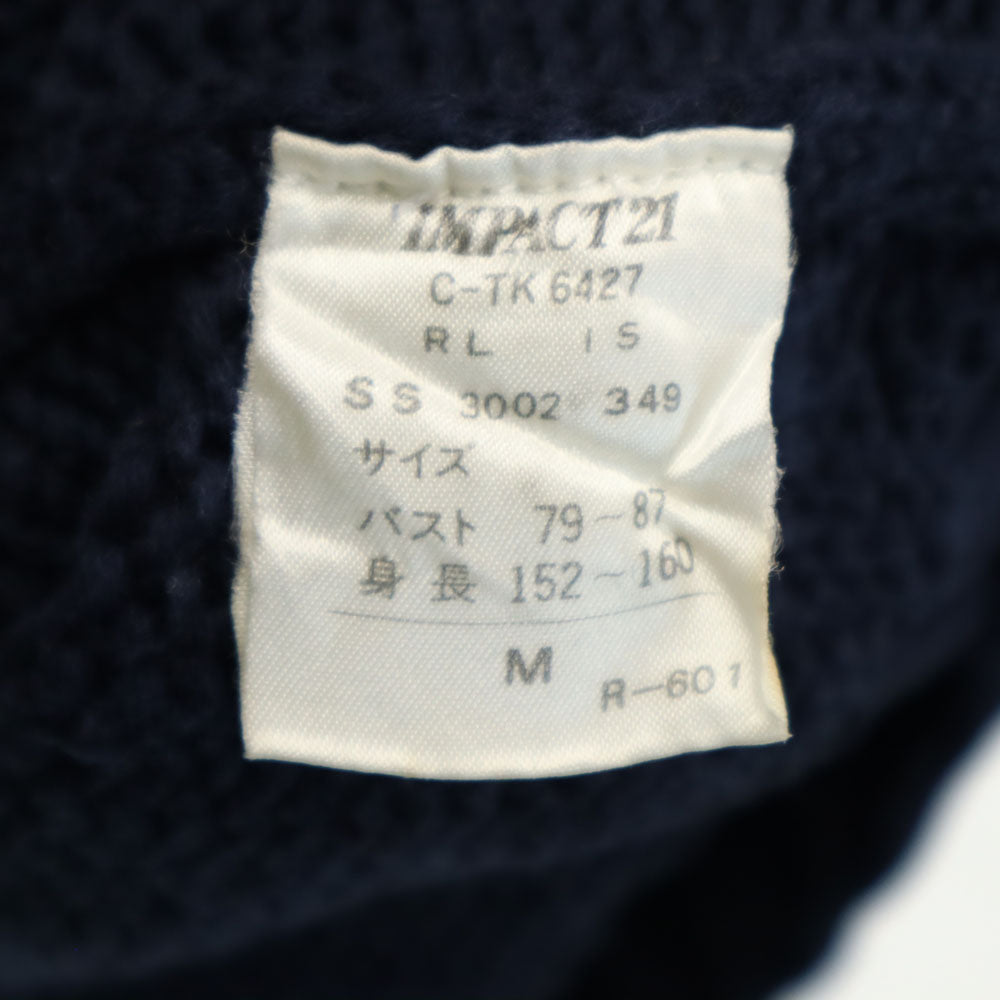 IMPACT21
C-TK 6427
RL IS
SS 3002 349
サイズ
バスト 79~87
身長 152~160
M
R-601